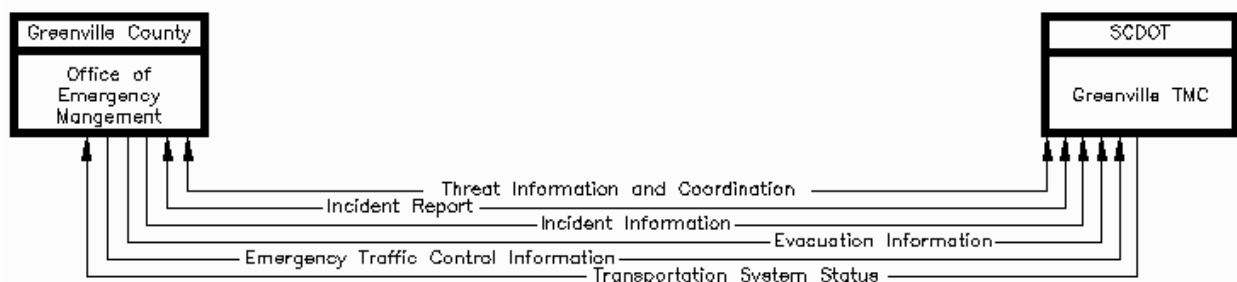 Greenville County
Office of
Emergency
Mangement
SCDOT
Greenville TMC
Threat Information and Coordination
Incident Report
Incident Information
Evacuation Information
Emergency Traffic Control Information
Transportation System Status